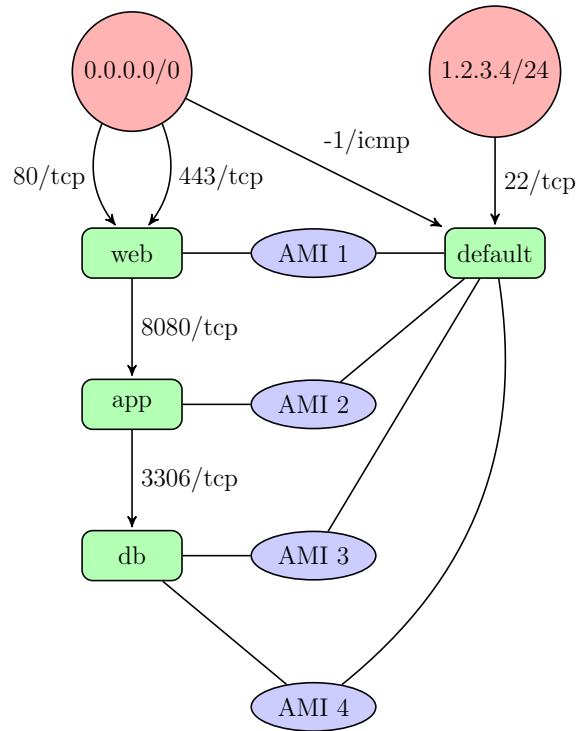 0.0.0.0/0
1.2.3.4/24
-1/icmp
80/tcp
443/tcp
22/tcp
web
AMI 1
default
8080/tcp
app
AMI 2
3306/tcp
db
AMI 3
AMI 4